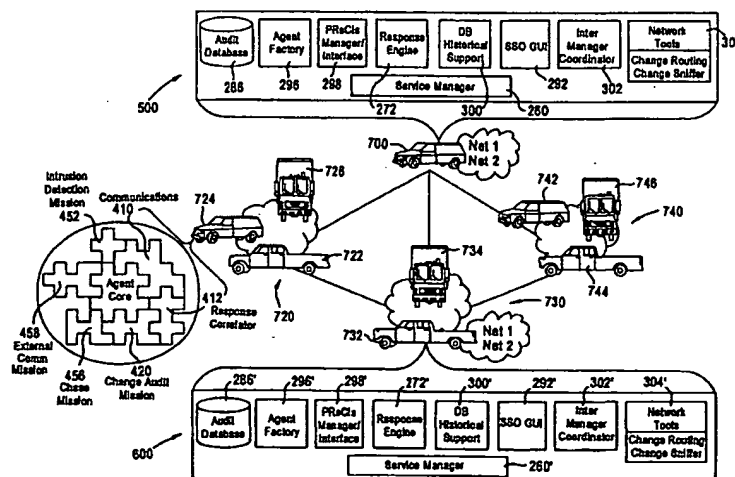 Audit
Database
286
Agent
Factory
296
PRaCIs
Manager/
Interface
298
Response
Engine
272
DB
Historical
Support
300
SSO GUI
292
Inter
Manager
Coordinator
302
Network
Tools
Change Routing
Change Sniffer
30
Service Manager
260
500
700
Net 1
Net 2
Intrusion
Detection
Mission
452
Communications
410
724
728
722
720
Agent
Core
412
Response
Correlator
458
External
Comm
Mission
456
Chase
Mission
420
Change Audit
Mission
742
746
740
744
734
730
732
Net 1
Net 2
600
286'
Audit
Database
296'
Agent
Factory
298'
PRaCIs
Manager/
Interface
272'
Response
Engine
300'
DB
Historical
Support
292'
SSO GUI
302'
Inter
Manager
Coordinator
304'
Network
Tools
Change Routing
Change Sniffer
Service Manager
260'